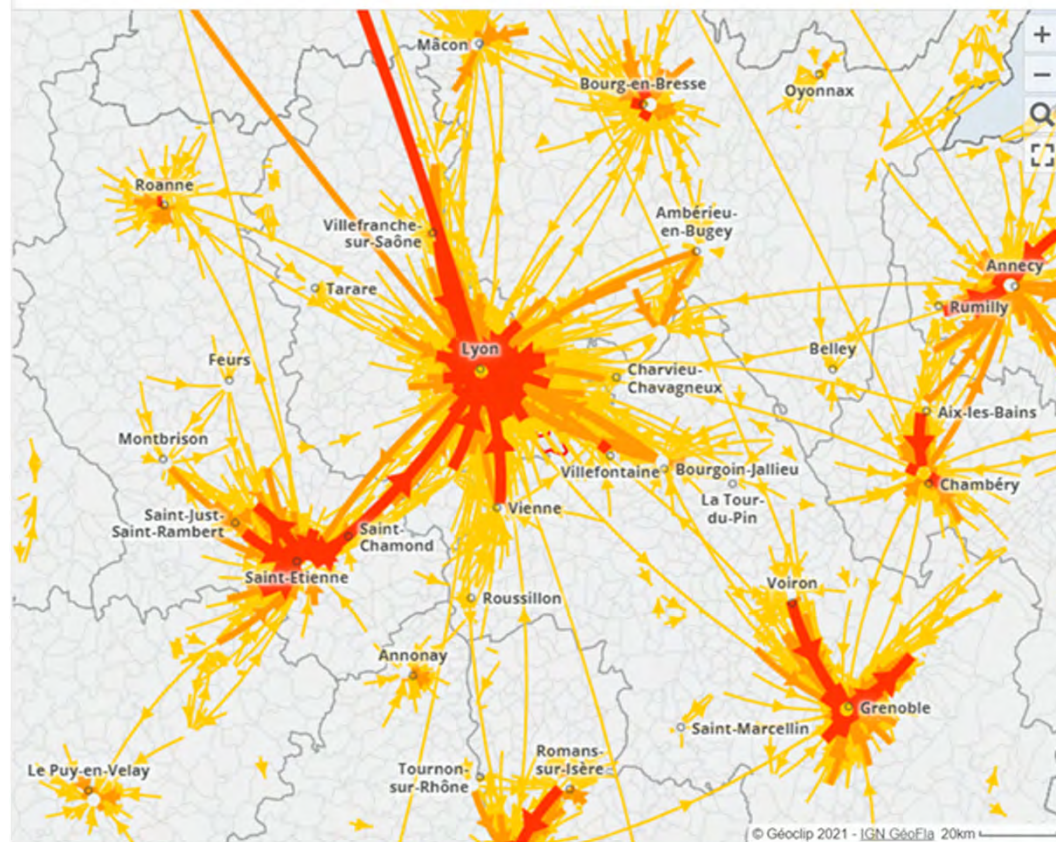 Mâcon
Bourg-en-Bresse
Oyonnax
+
−
Roanne
Villefranche-
sur-Saône
Ambérieu-
en-Bugey
Annecy
Tarare
Rumilly
Lyon
Belley
Feurs
Charvieu-
Chavagneux
Aix-les-Bains
Montbrison
Villefontaine
Bourgoin-Jallieu
Chambéry
La Tour-
du-Pin
Saint-Just-
Saint-Rambert
Vienne
Saint-
Chamond
Saint-Etienne
Voiron
Roussillon
Annonay
Grenoble
Saint-Marcellin
Le Puy-en-Velay
Tournon-
sur-Rhône
Romans-
sur-Isère
© Géoclip 2021 - IGN GéoFla 20km